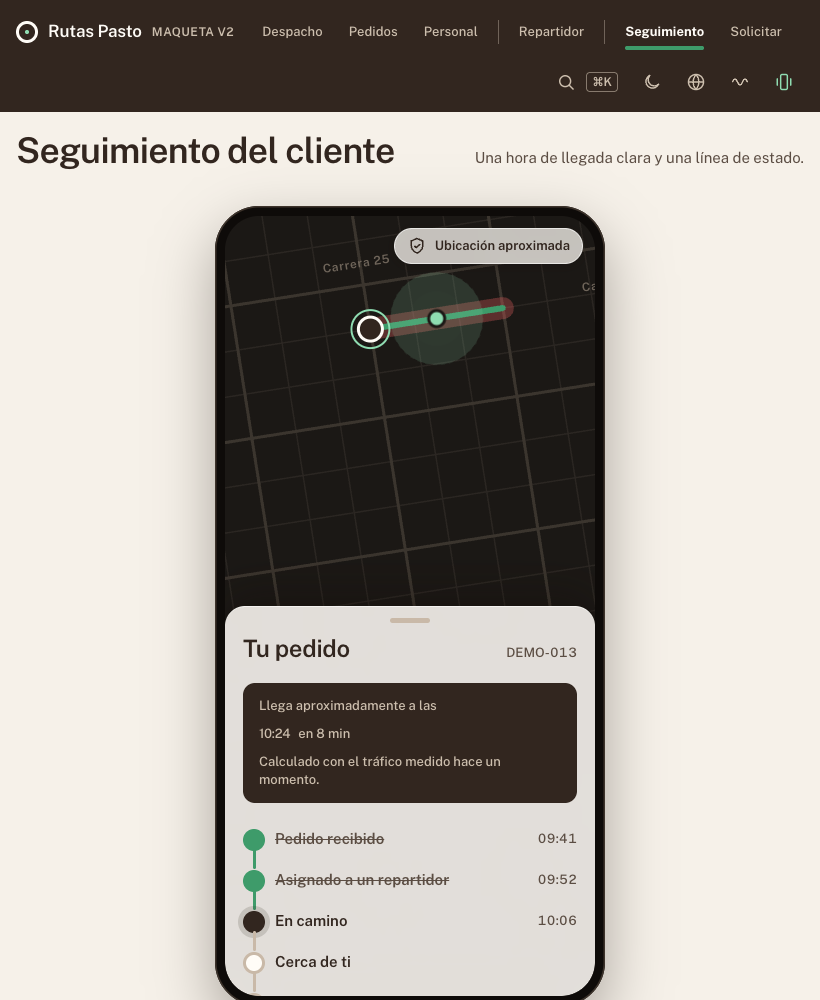 Rutas Pasto MAQUETA V2 Despacho Pedidos Personal Repartidor Seguimiento Solicitar
⌘K
Seguimiento del cliente
Una hora de llegada clara y una línea de estado.
Ubicación aproximada
Carrera 25
Ca
Tu pedido
DEMO-013
Llega aproximadamente a las
10:24 en 8 min
Calculado con el tráfico medido hace un
momento.
Pedido recibido 09:41
Asignado a un repartidor 09:52
En camino 10:06
Cerca de ti